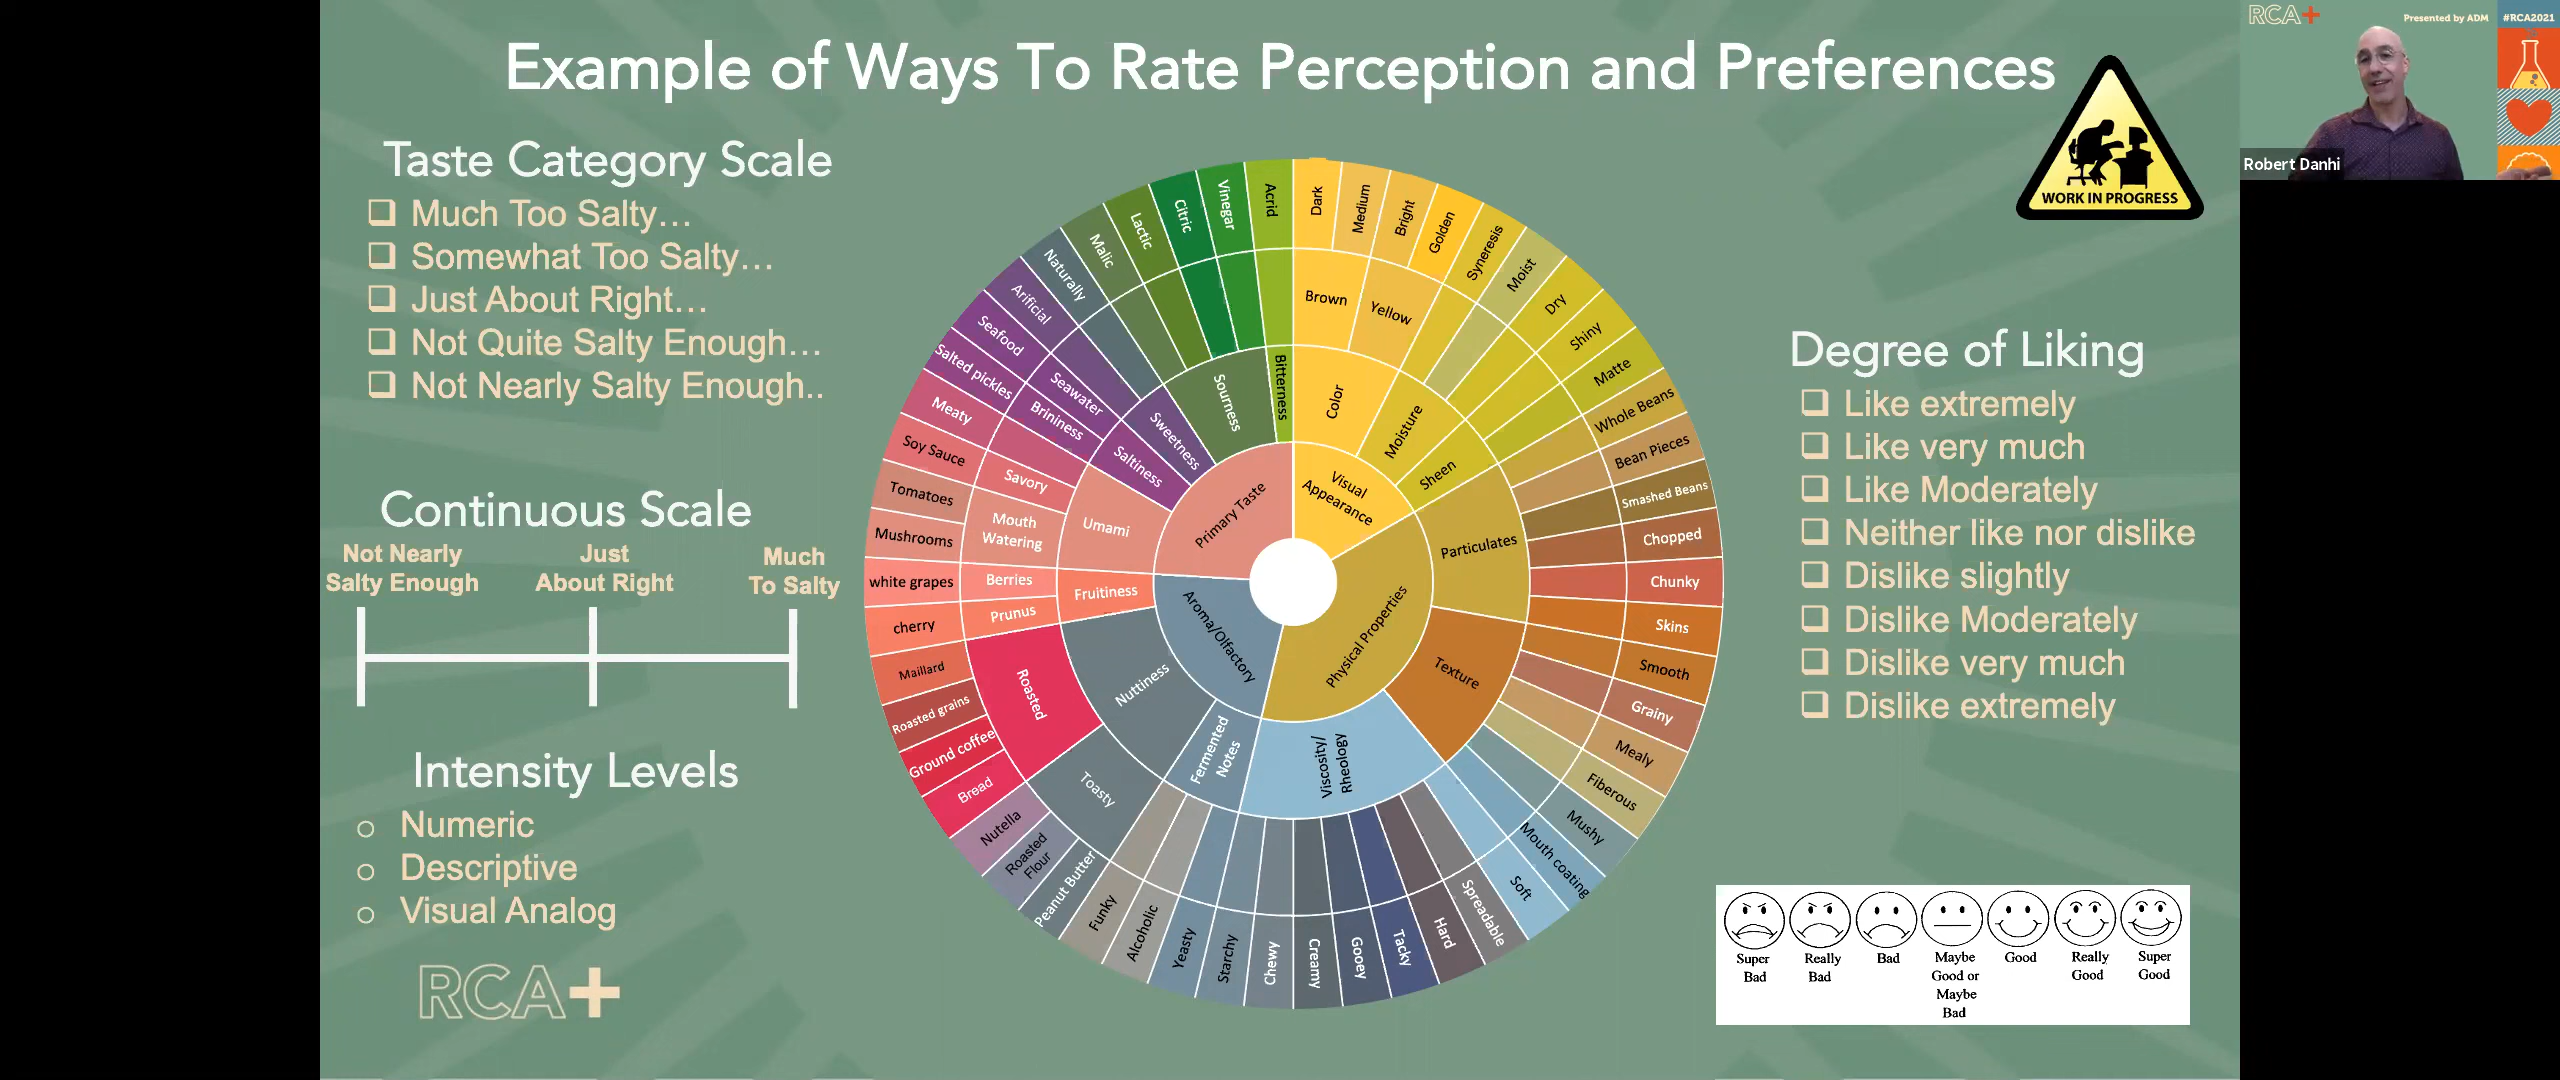 Example of Ways To Rate Perception and Preferences
Taste Category Scale
Much Too Salty…
Somewhat Too Salty…
Just About Right…
Not Quite Salty Enough…
Not Nearly Salty Enough..
Continuous Scale
Not Nearly
Salty Enough
Just
About Right
Much
To Salty
Intensity Levels
Numeric
Descriptive
Visual Analog
RCA+
Primary Taste
Visual
Appearance
Physical Properties
Aroma/Olfactory
Color
Moisture
Sheen
Particulates
Texture
Viscosity/
Rheology
Fermented
Notes
Nuttiness
Fruitiness
Umami
Saltiness
Sweetness
Sourness
Bitterness
Brown
Yellow
Toasty
Roasted
Prunus
Berries
Mouth
Watering
Savory
Brininess
Seawater
Dark
Medium
Bright
Golden
Syneresis
Moist
Dry
Shiny
Matte
Whole Beans
Bean Pieces
Smashed Beans
Chopped
Chunky
Skins
Smooth
Grainy
Mealy
Fiberous
Mushy
Mouth coating
Soft
Spreadable
Hard
Tacky
Gooey
Creamy
Chewy
Starchy
Yeasty
Alcoholic
Funky
Peanut Butter
Roasted
Flour
Nutella
Bread
Ground coffee
Roasted grains
Maillard
cherry
white grapes
Mushrooms
Tomatoes
Soy Sauce
Meaty
Salted pickles
Seafood
Arificial
Naturally
Malic
Lactic
Citric
Vinegar
Acrid
WORK IN PROGRESS
Degree of Liking
Like extremely
Like very much
Like Moderately
Neither like nor dislike
Dislike slightly
Dislike Moderately
Dislike very much
Dislike extremely
Super
Bad
Really
Bad
Bad
Maybe
Good or
Maybe
Bad
Good
Really
Good
Super
Good
RCA+
Presented by ADM
#RCA2021
Robert Danhi